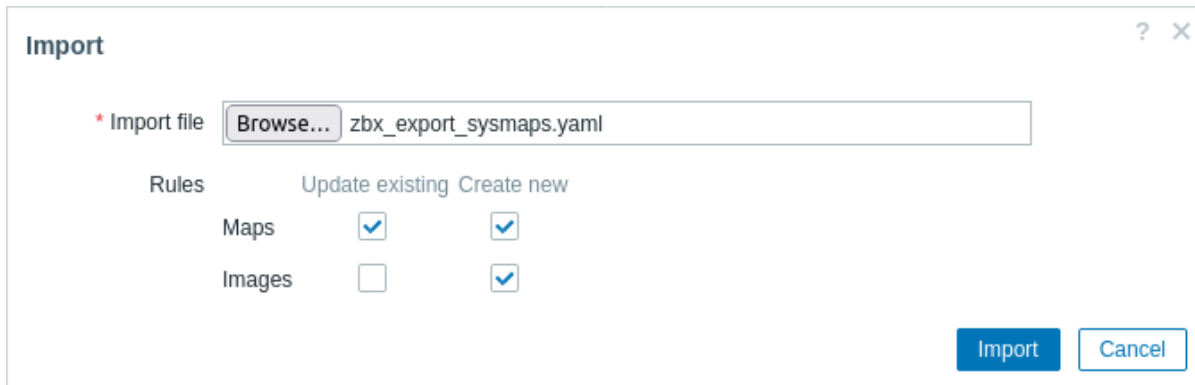 Import
?
* Import file Browse... zbx_export_sysmaps.yaml
Rules Update existing Create new
Maps
Images
Import Cancel